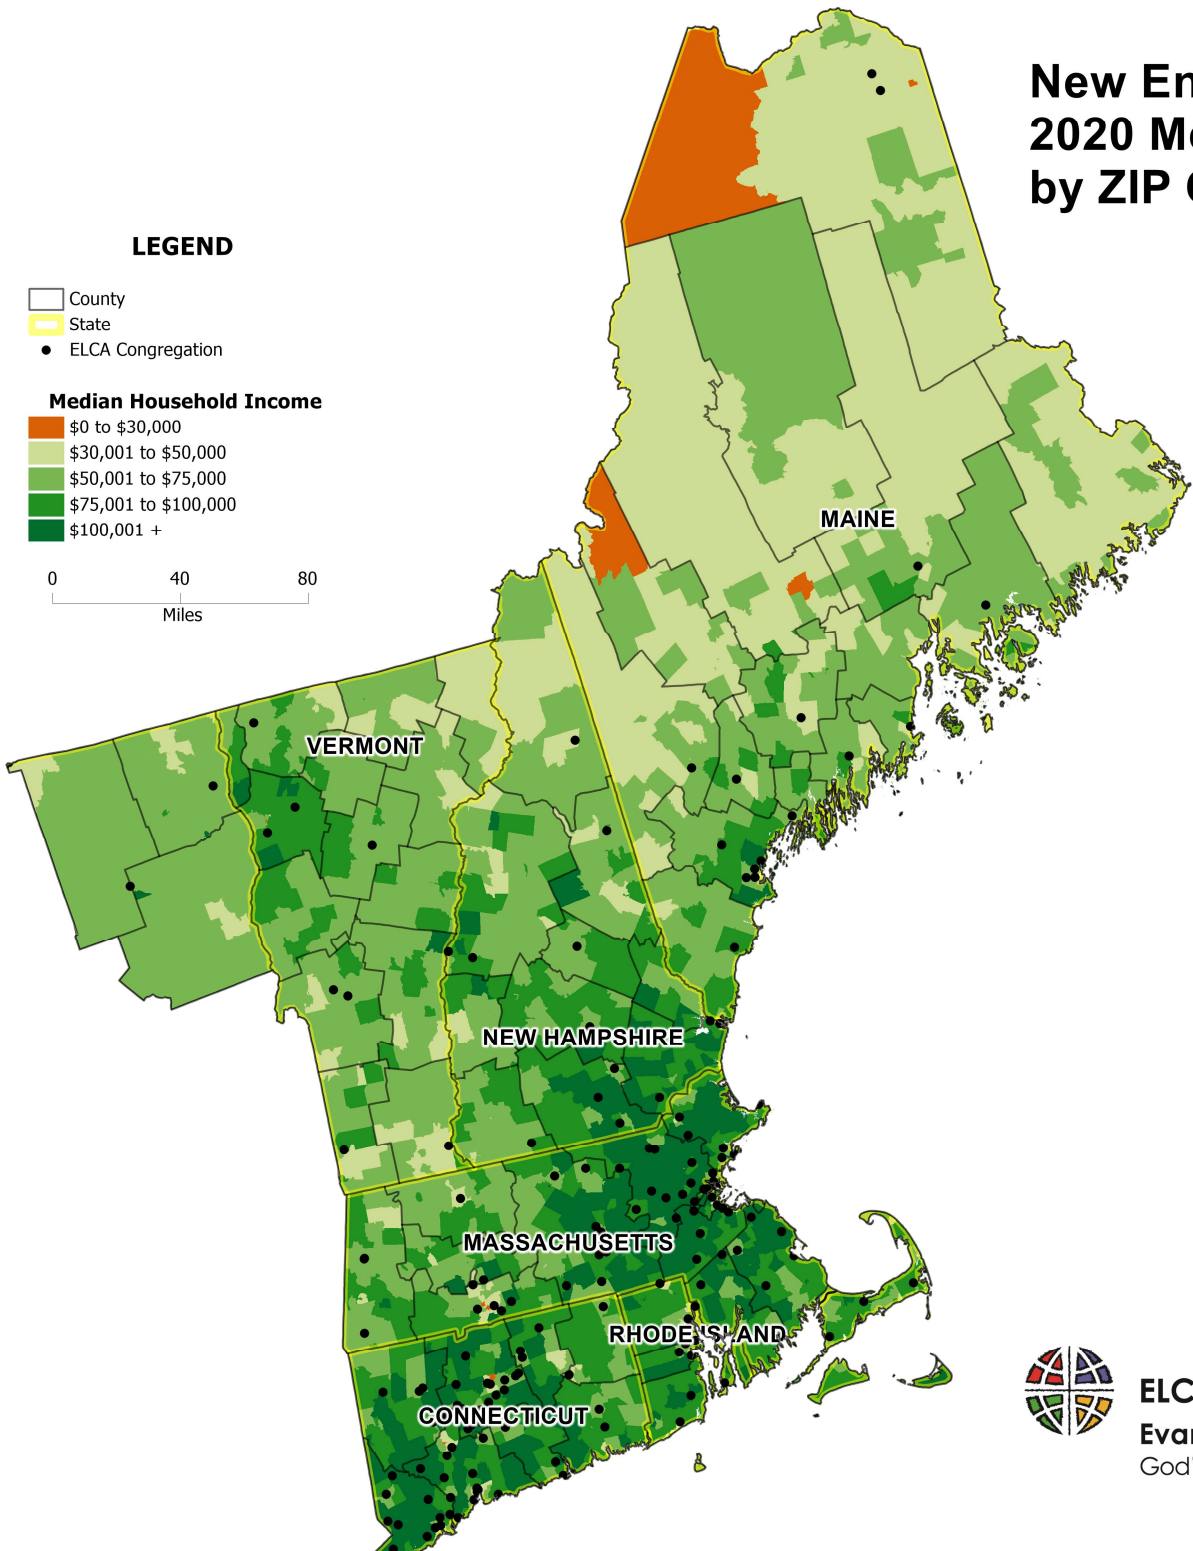 New En
2020 M
by ZIP
LEGEND
County
State
ELCA Congregation
Median Household Income
$0 to $30,000
$30,001 to $50,000
$50,001 to $75,000
$75,001 to $100,000
$100,001 +
0 40 80
Miles
MAINE
VERMONT
NEW HAMPSHIRE
MASSACHUSETTS
RHODE ISLAND
CONNECTICUT
ELC
Evan
God'